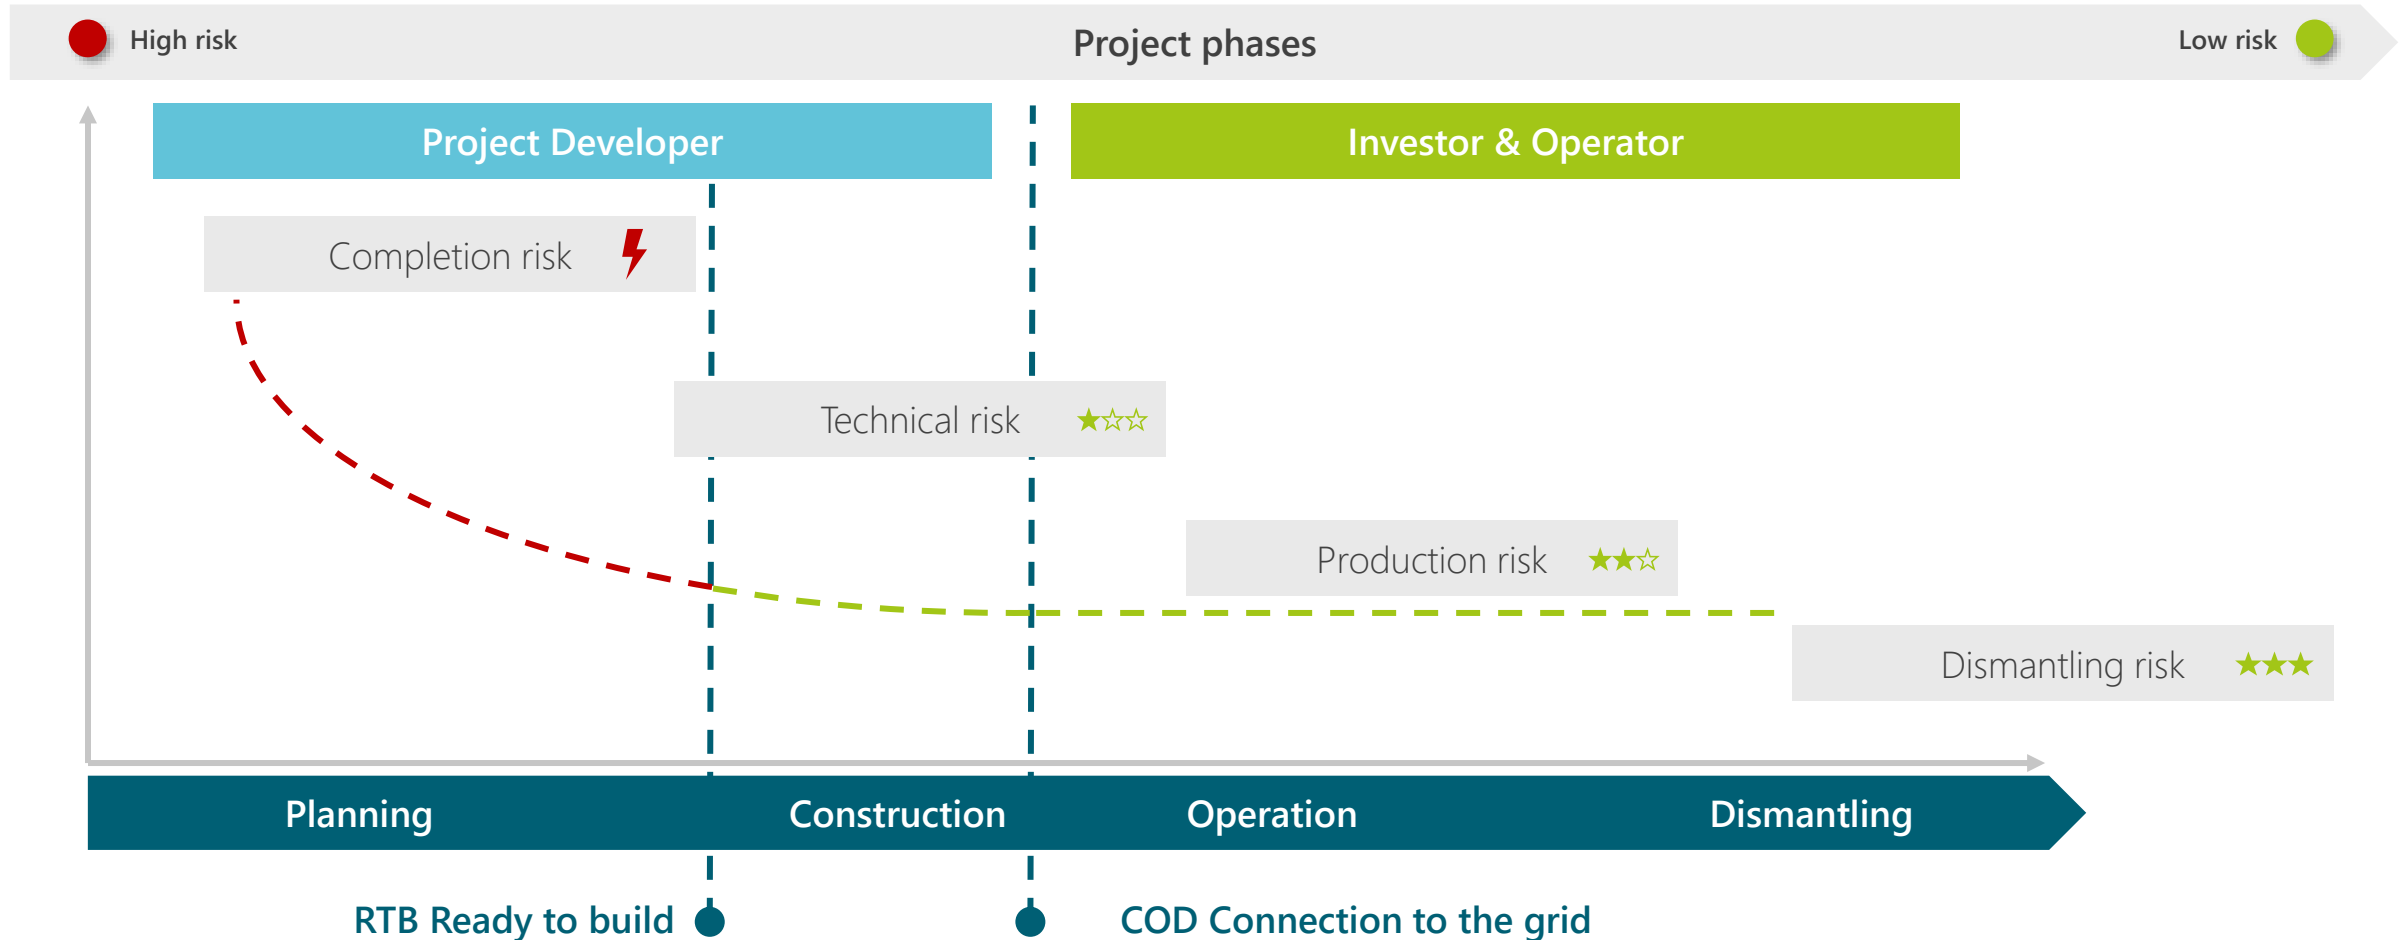 High risk
Project phases
Low risk
Project Developer
Investor & Operator
Completion risk
Technical risk
Production risk
Dismantling risk
Planning
Construction
Operation
Dismantling
RTB Ready to build
COD Connection to the grid